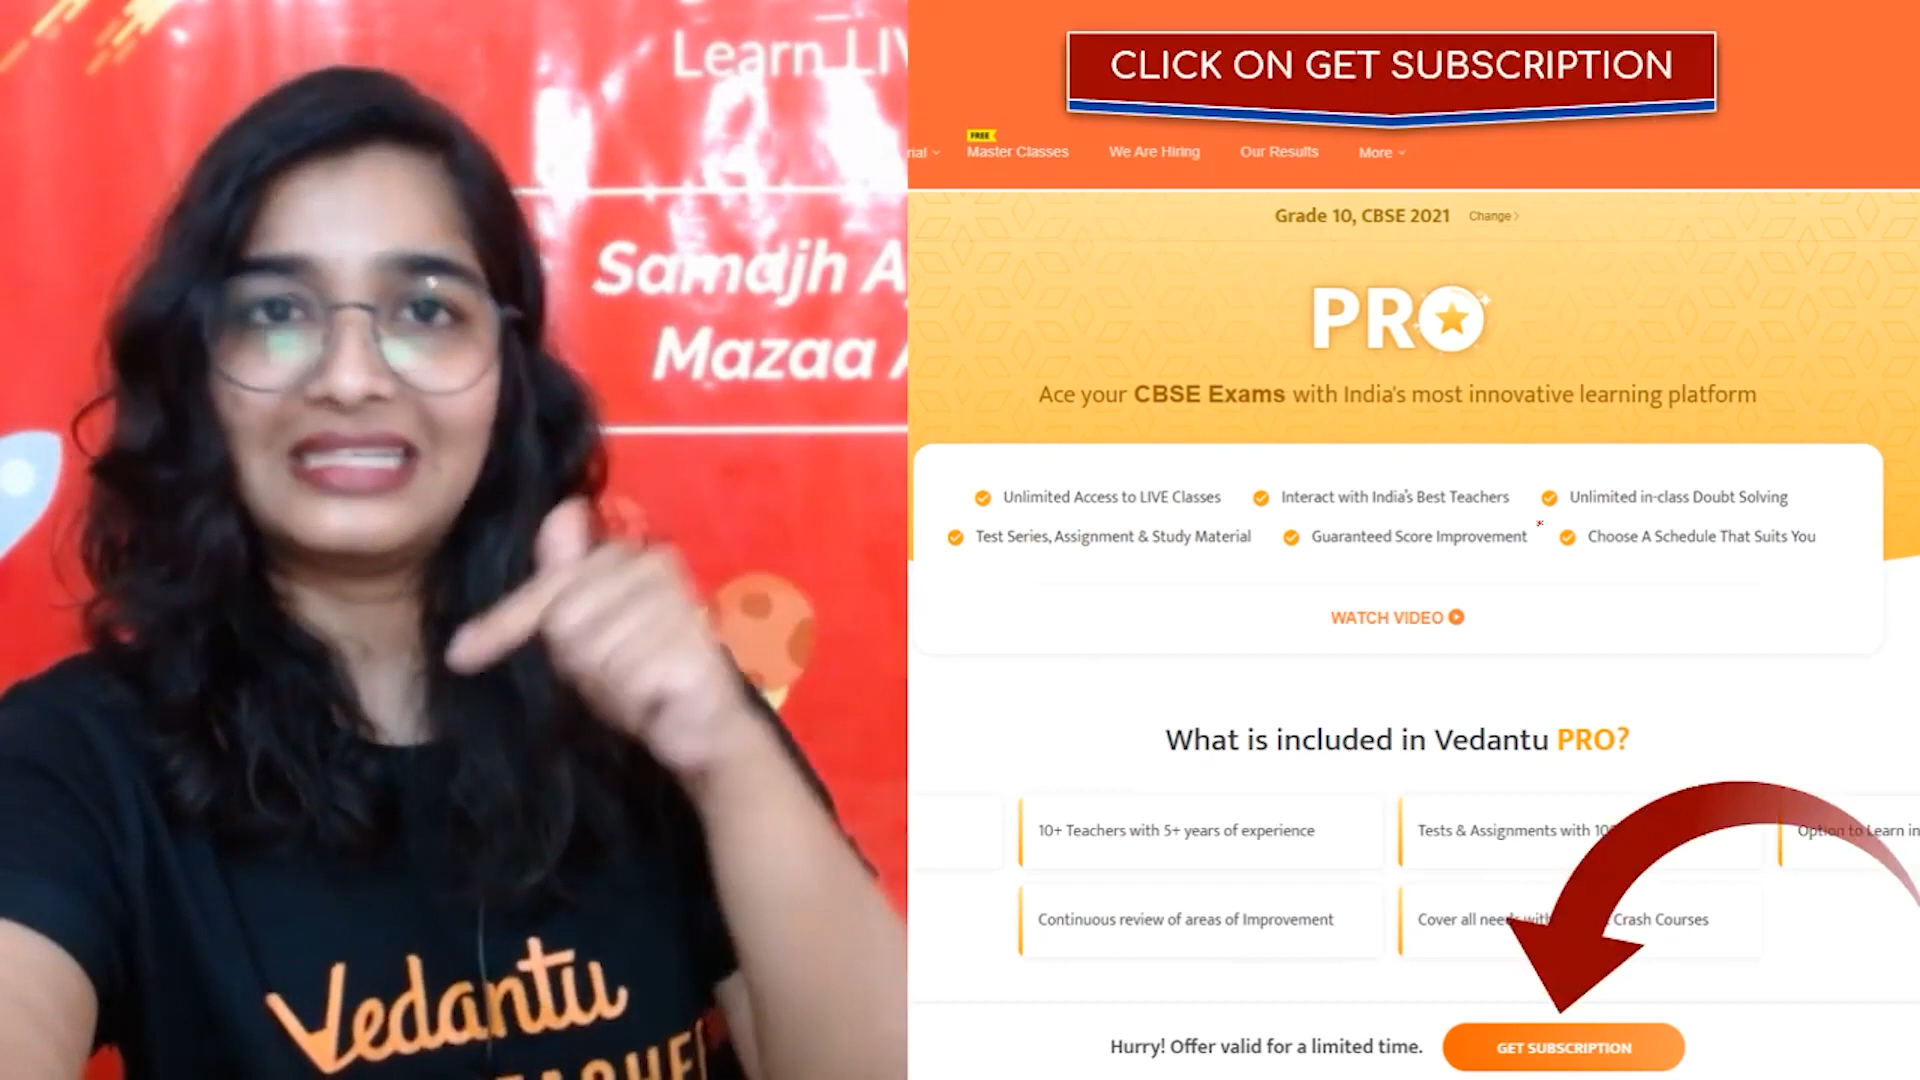 Learn LIV
Samajh A
Mazaa
Vedantu
CLICK ON GET SUBSCRIPTION
FREE
Master Classes
We Are Hiring
Our Results
More
Grade 10, CBSE 2021
Change
PRO
Ace your CBSE Exams with India's most innovative learning platform
Unlimited Access to LIVE Classes
Interact with India's Best Teachers
Unlimited in-class Doubt Solving
Test Series, Assignment & Study Material
Guaranteed Score Improvement *
Choose A Schedule That Suits You
WATCH VIDEO
What is included in Vedantu PRO?
10+ Teachers with 5+ years of experience
Tests & Assignments with
Option to Learn in
Continuous review of areas of Improvement
Cover all needs with Crash Courses
Hurry! Offer valid for a limited time.
GET SUBSCRIPTION